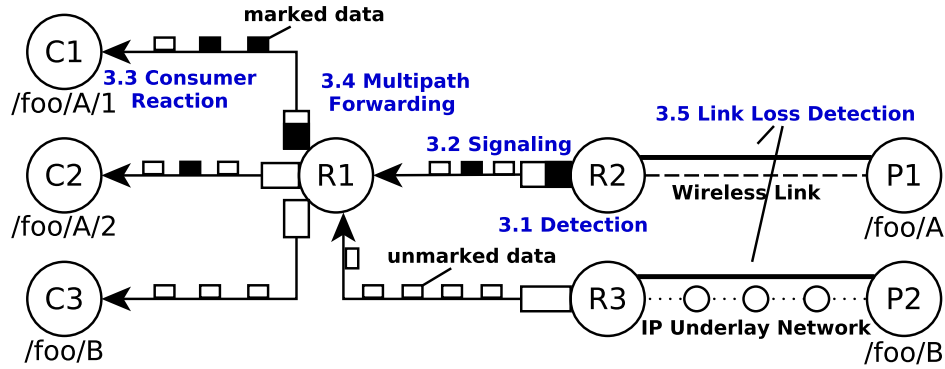 marked data
C1
3.3 Consumer
Reaction
/foo/A/1
3.4 Multipath
Forwarding
3.5 Link Loss Detection
3.2 Signaling
C2
R1
R2
P1
Wireless Link
/foo/A/2
3.1 Detection
/foo/A
unmarked data
C3
R3
P2
IP Underlay Network
/foo/B
/foo/B